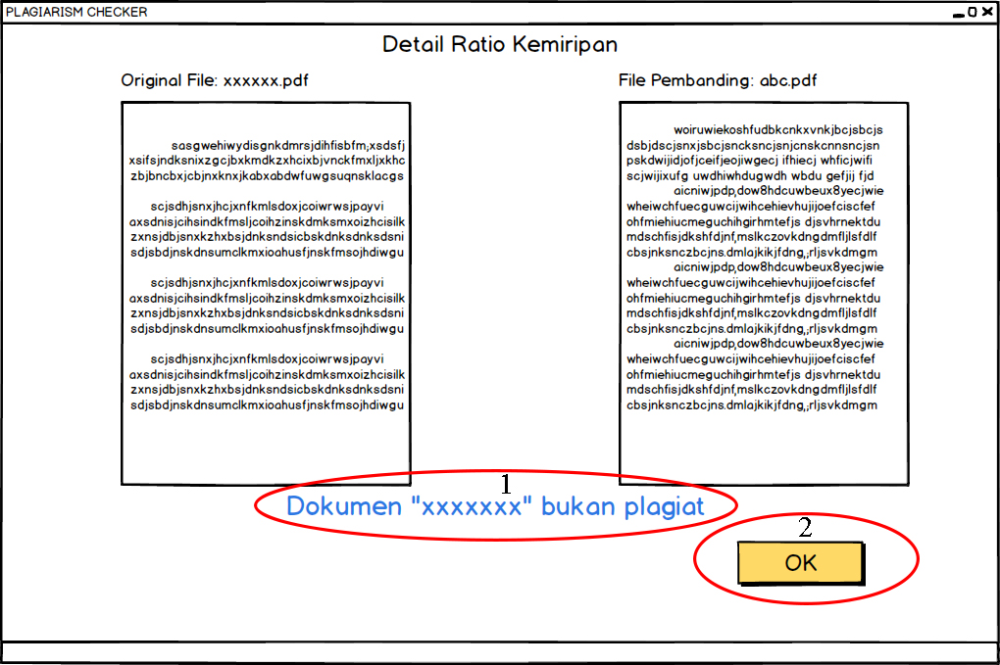 PLAGIARISM CHECKER
Detail Ratio Kemiripan
Original File: xxxxxx.pdf
sasgwehiwydisgnkdmrsjdihfisbfm;xsdsfj
xsifsjndksnixzgcjbxkmdkzxhcixbjvnckfmxljxkhc
zbjbncbxjcbjnxknxjkabxabdwfuwgsuqnsklacgs
scjsdhjsnxjhcjxnfkmlsdoxjcoiwrwsjpayvi
axsdnisjcihsindkfmsljcoihzinskdmksmxoizhcisilk
zxnsjdbjsnxkzhxbsjdnksndsicbskdnksdnksdsni
sdjsbdjnskdnsumclkmxioahusfjnskfmsojhdiwgu
scjsdhjsnxjhcjxnfkmlsdoxjcoiwrwsjpayvi
axsdnisjcihsindkfmsljcoihzinskdmksmxoizhcisilk
zxnsjdbjsnxkzhxbsjdnksndsicbskdnksdnksdsni
sdjsbdjnskdnsumclkmxioahusfjnskfmsojhdiwgu
scjsdhjsnxjhcjxnfkmlsdoxjcoiwrwsjpayvi
axsdnisjcihsindkfmsljcoihzinskdmksmxoizhcisilk
zxnsjdbjsnxkzhxbsjdnksndsicbskdnksdnksdsni
sdjsbdjnskdnsumclkmxioahusfjnskfmsojhdiwgu
File Pembanding: abc.pdf
woiruwiekoshfudbkcnkxvnkjbcjsbcjs
dsbjdscjsnxjsbcjsncksncjsnjcnskcnnsncjsn
pskdwijidjofjceifjeojiwgecj ifhiecj whficjwifi
scjwijixufg uwdhiwhdugwdh wbdu gefjij fjd
aicniwjpdp,dow8hdcuwbeux8yecjwie
wheiwchfuecguwcijwihcehievhujijoefciscfef
ohfmiehiucmeguchihgirhmtefjs djsvhrnektdu
mdschfisjdkshfdjnf,mslkczovkdngdmfljlsfdlf
cbsjnksnczbcjns.dmlajkikjfdng,;rljsvkdmgm
aicniwjpdp,dow8hdcuwbeux8yecjwie
wheiwchfuecguwcijwihcehievhujijoefciscfef
ohfmiehiucmeguchihgirhmtefjs djsvhrnektdu
mdschfisjdkshfdjnf,mslkczovkdngdmfljlsfdlf
cbsjnksnczbcjns.dmlajkikjfdng,;rljsvkdmgm
aicniwjpdp,dow8hdcuwbeux8yecjwie
wheiwchfuecguwcijwihcehievhujijoefciscfef
ohfmiehiucmeguchihgirhmtefjs djsvhrnektdu
mdschfisjdkshfdjnf,mslkczovkdngdmfljlsfdlf
cbsjnksnczbcjns.dmlajkikjfdng,;rljsvkdmgm
1
Dokumen "xxxxxxx" bukan plagiat
2
OK